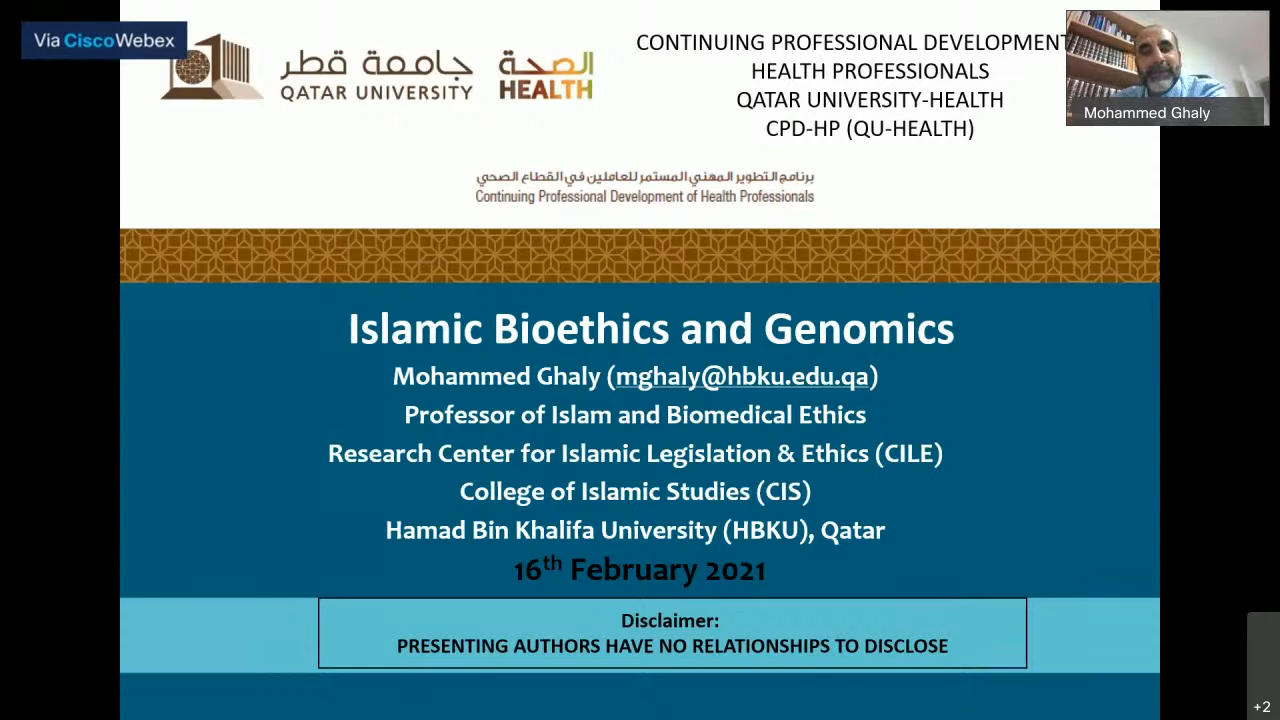 Via Cisco Webex
جامعة قطر
QATAR UNIVERSITY
الصحة
HEALTH
CONTINUING PROFESSIONAL DEVELOPMENT
HEALTH PROFESSIONALS
QATAR UNIVERSITY-HEALTH
CPD-HP (QU-HEALTH)
Mohammed Ghaly
برنامج التطوير المهني المستمر للعاملين في القطاع الصحي
Continuing Professional Development of Health Professionals
Islamic Bioethics and Genomics
Mohammed Ghaly (mghaly@hbku.edu.qa)
Professor of Islam and Biomedical Ethics
Research Center for Islamic Legislation & Ethics (CILE)
College of Islamic Studies (CIS)
Hamad Bin Khalifa University (HBKU), Qatar
16th February 2021
Disclaimer:
PRESENTING AUTHORS HAVE NO RELATIONSHIPS TO DISCLOSE
+2